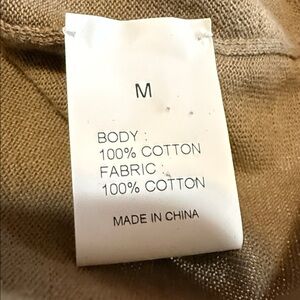 M
BODY :
100% COTTON
FABRIC :
100% COTTON
MADE IN CHINA